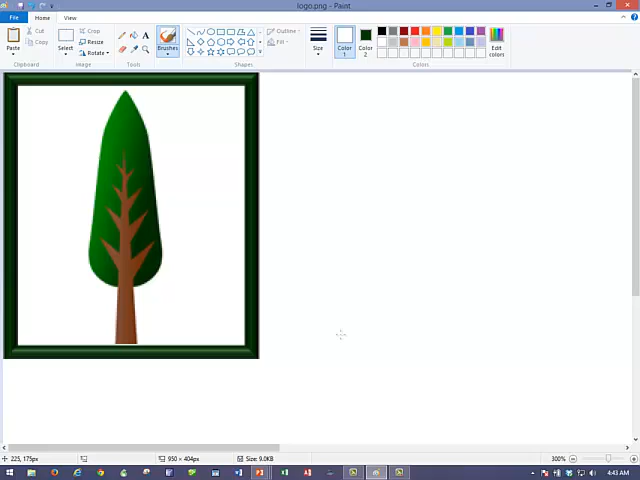 logo.png - Paint
File Home View
Paste
Cut
Copy
Clipboard
Select
Crop
Resize
Rotate
Image
A
Tools
Brushes
Outline
Fill
Shapes
Size
Color 1
Color 2
Edit colors
Colors
225, 175px
950 × 404px
Size: 9.0KB
300%
4:43 AM